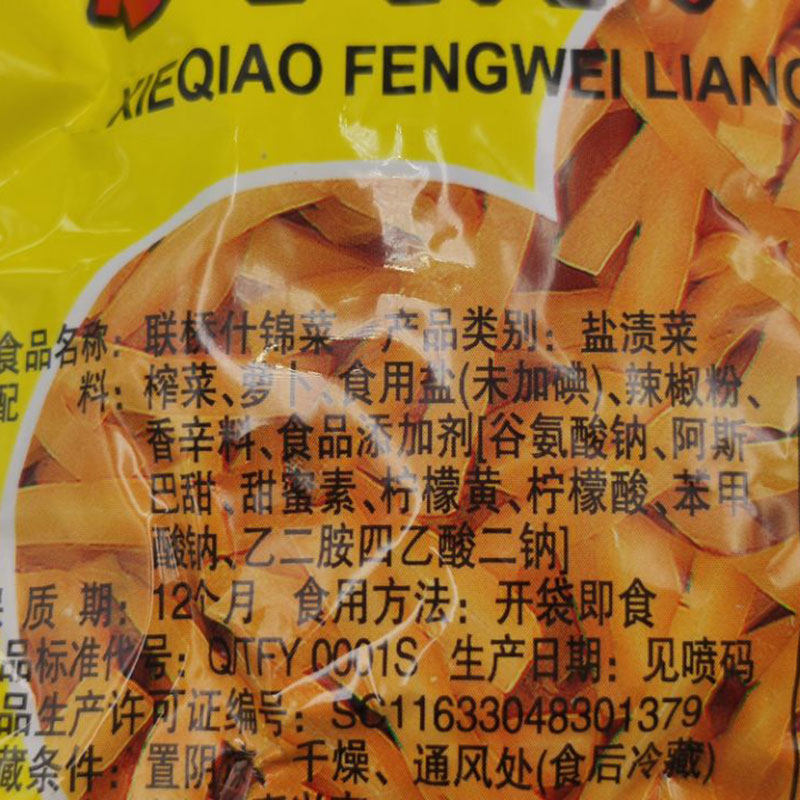 XIEQIAO FENGWEI LIANG
食品名称：联桥什锦菜 产品类别：盐渍菜
配 料：榨菜、萝卜、食用盐(未加碘)、辣椒粉、
香辛料、食品添加剂[谷氨酸钠、阿斯
巴甜、甜蜜素、柠檬黄、柠檬酸、苯甲
酸钠、乙二胺四乙酸二钠]
质 期：12个月 食用方法：开袋即食
品标准代号：Q/TFY 0001S 生产日期：见喷码
品生产许可证编号：SC11633048301379
藏条件：置阴 、干燥、通风处(食后冷藏)